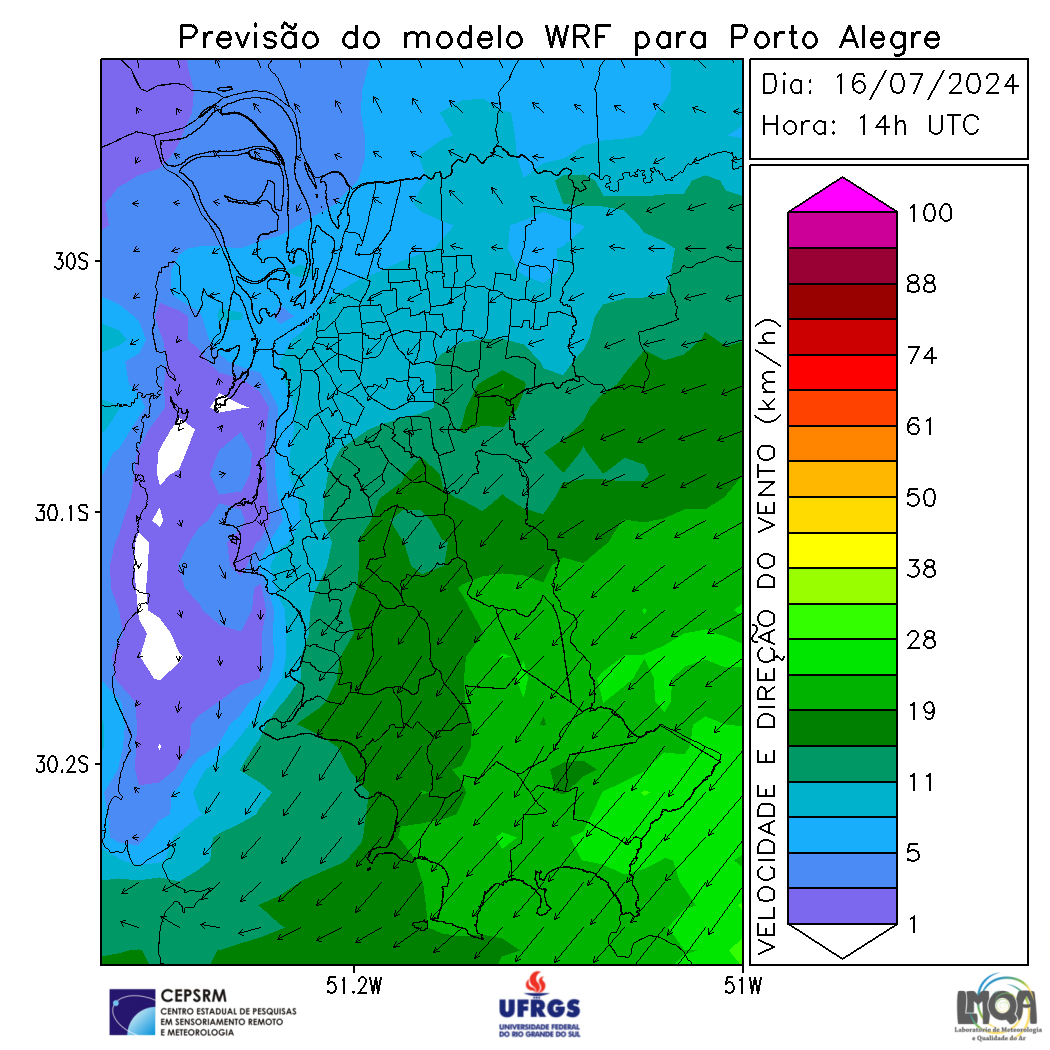 Previsão do modelo WRF para Porto Alegre
Dia: 16/07/2024
Hora: 14h UTC
30S
30.1S
30.2S
51.2W
51W
VELOCIDADE E DIREÇÃO DO VENTO (km/h)
100
88
74
61
50
38
28
19
11
5
1
CEPSRM
CENTRO ESTADUAL DE PESQUISAS
EM SENSORIAMENTO REMOTO
E METEOROLOGIA
UFRGS
UNIVERSIDADE FEDERAL
DO RIO GRANDE DO SUL
LMQA
Laboratório de Meteorologia
e Qualidade do Ar